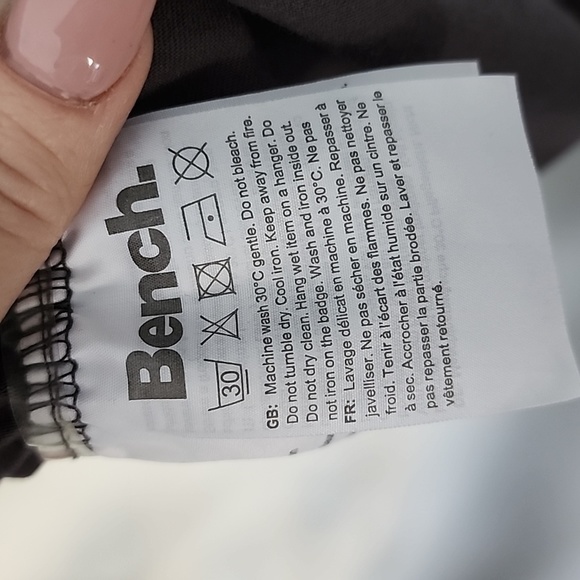 Bench.
30
GB: Machine wash 30°C gentle. Do not bleach.
Do not tumble dry. Cool iron. Keep away from fire.
Do not dry clean. Hang wet item on a hanger. Do
not iron on the badge. Wash and iron inside out.
FR: Lavage délicat en machine à 30°C. Ne pas
javelliser. Ne pas sécher en machine. Repasser à
froid. Tenir à l'écart des flammes. Ne pas nettoyer
à sec. Accrocher à l'état humide sur un cintre. Ne
pas repasser la partie brodée. Laver et repasser le
vêtement retourné.